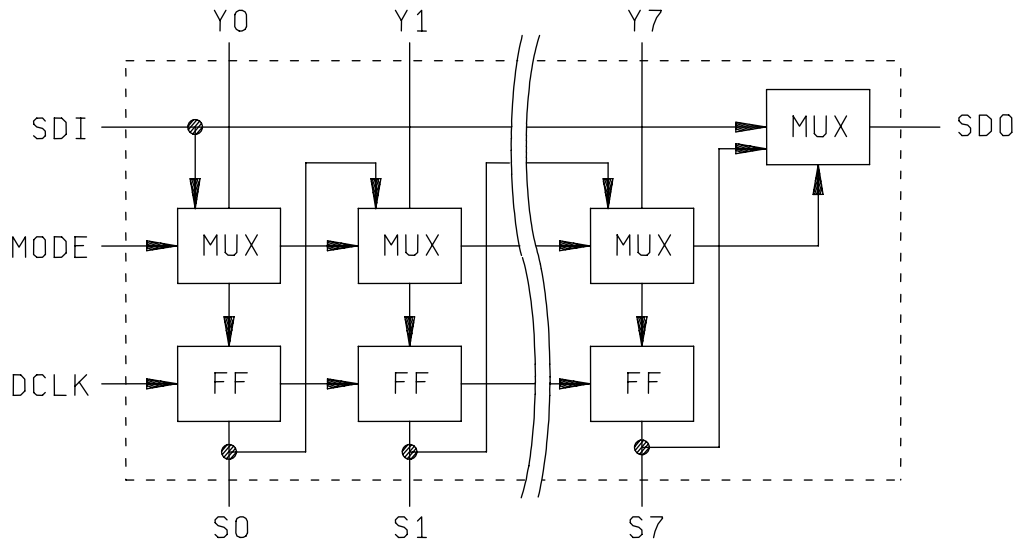 Y0 Y1 Y7
SDI MUX SDO
MODE MUX MUX MUX
DCLK FF FF FF
S0 S1 S7